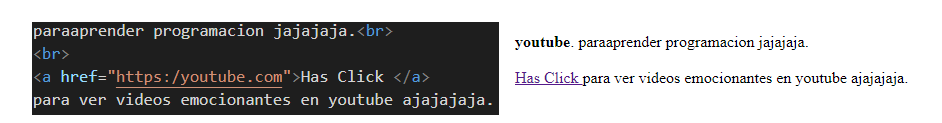 paraaprender programacion jajajaja.<br>
<br>
<a href="https:/youtube.com">Has Click </a>
para ver videos emocionantes en youtube ajajajaja.
youtube. paraaprender programacion jajajaja.
Has Click para ver videos emocionantes en youtube ajajajaja.